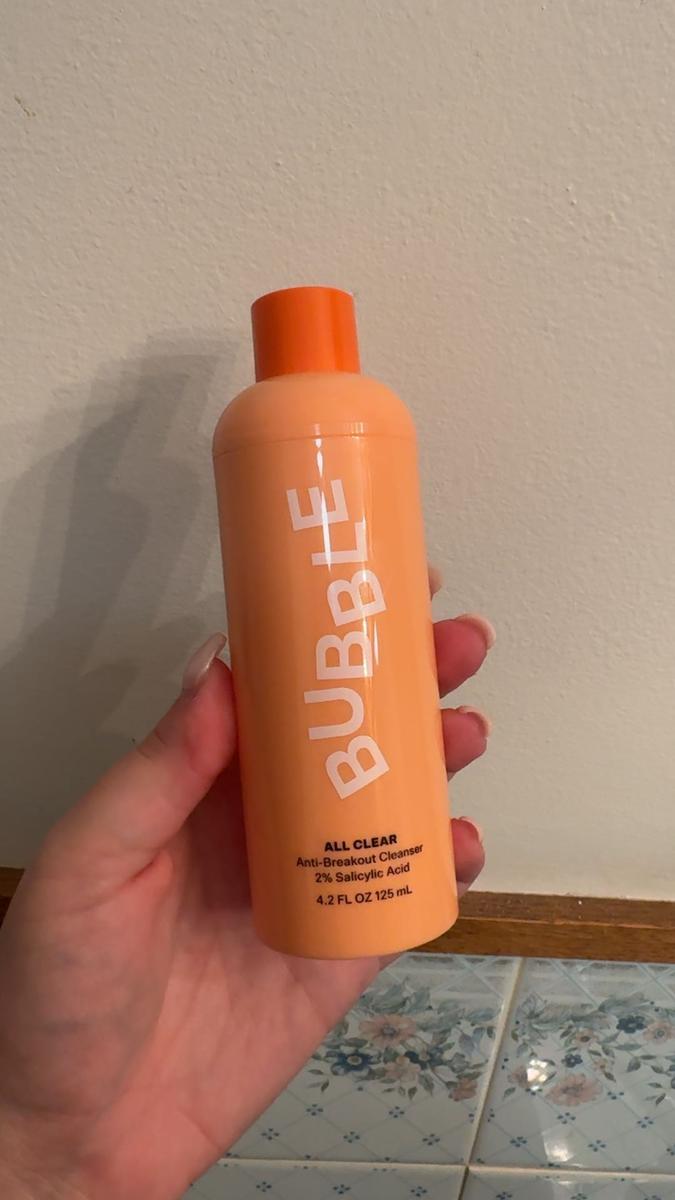 BUBBLE
ALL CLEAR
Anti-Breakout Cleanser
2% Salicylic Acid
4.2 FL OZ 125 mL